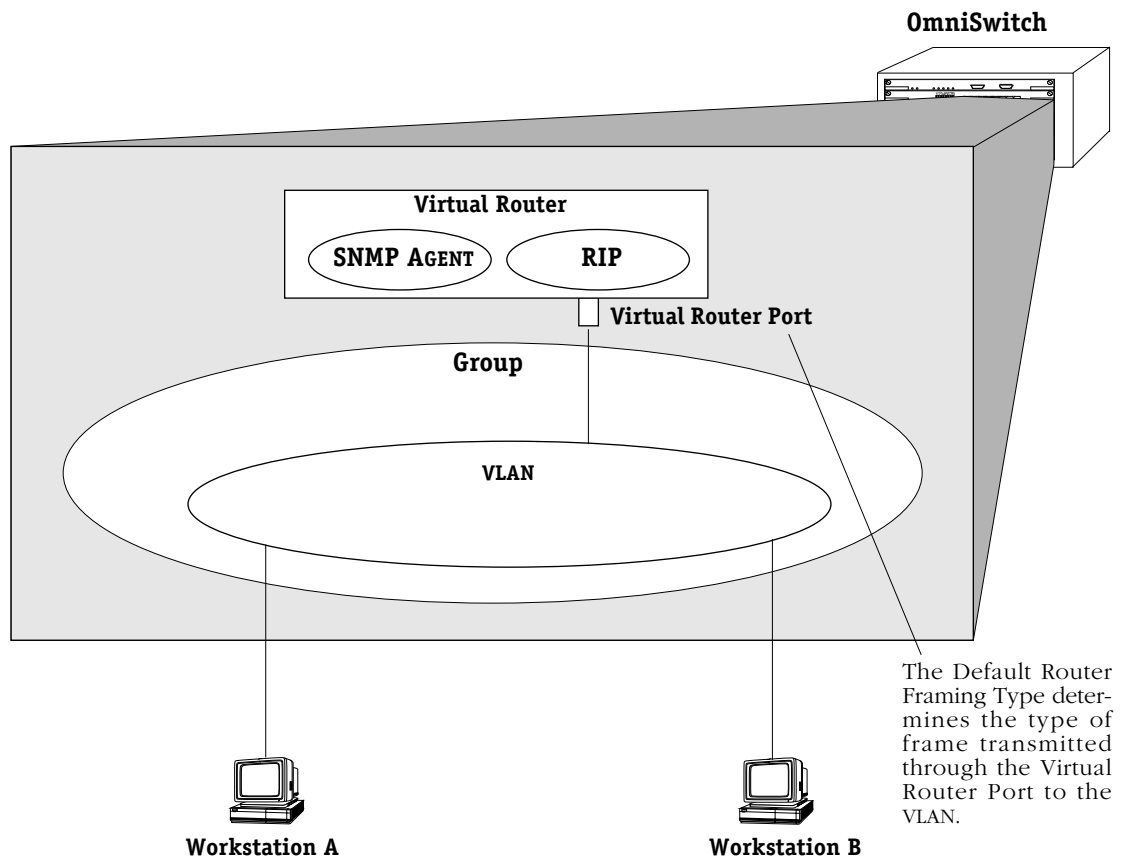 OmniSwitch
Virtual Router
SNMP AGENT
RIP
Virtual Router Port
Group
VLAN
The Default Router
Framing Type deter-
mines the type of
frame transmitted
through the Virtual
Router Port to the
VLAN.
Workstation A
Workstation B